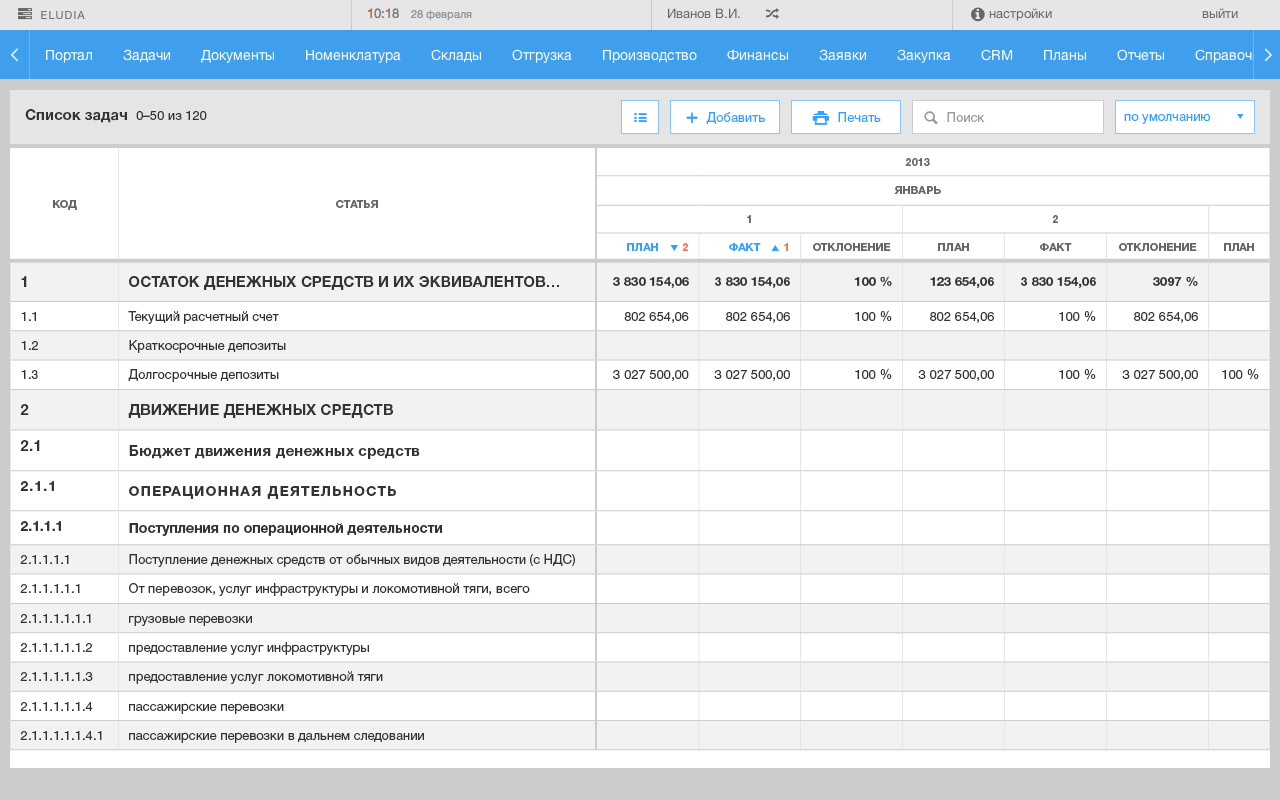 ELUDIA 10:18 28 февраля Иванов В.И. настройки выйти
Портал Задачи Документы Номенклатура Склады Отгрузка Производство Финансы Заявки Закупка CRM Планы Отчеты Справоч
Список задач 0–50 из 120 Добавить Печать Поиск по умолчанию
2013
ЯНВАРЬ
КОД СТАТЬЯ
1 2
ПЛАН 2 ФАКТ 1 ОТКЛОНЕНИЕ ПЛАН ФАКТ ОТКЛОНЕНИЕ ПЛАН
1 ОСТАТОК ДЕНЕЖНЫХ СРЕДСТВ И ИХ ЭКВИВАЛЕНТОВ... 3 830 154,06 3 830 154,06 100 % 123 654,06 3 830 154,06 3097 %
1.1 Текущий расчетный счет 802 654,06 802 654,06 100 % 802 654,06 100 % 802 654,06
1.2 Краткосрочные депозиты
1.3 Долгосрочные депозиты 3 027 500,00 3 027 500,00 100 % 3 027 500,00 100 % 3 027 500,00 100 %
2 ДВИЖЕНИЕ ДЕНЕЖНЫХ СРЕДСТВ
2.1 Бюджет движения денежных средств
2.1.1 ОПЕРАЦИОННАЯ ДЕЯТЕЛЬНОСТЬ
2.1.1.1 Поступления по операционной деятельности
2.1.1.1.1 Поступление денежных средств от обычных видов деятельности (с НДС)
2.1.1.1.1.1 От перевозок, услуг инфраструктуры и локомотивной тяги, всего
2.1.1.1.1.1.1 грузовые перевозки
2.1.1.1.1.1.2 предоставление услуг инфраструктуры
2.1.1.1.1.1.3 предоставление услуг локомотивной тяги
2.1.1.1.1.1.4 пассажирские перевозки
2.1.1.1.1.1.4.1 пассажирские перевозки в дальнем следовании